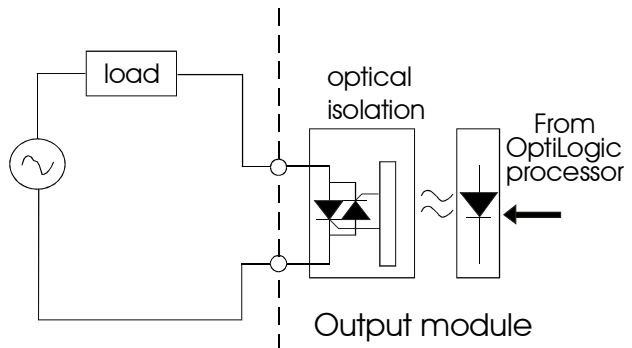 load
optical
isolation
From
OptiLogic
processor
Output module